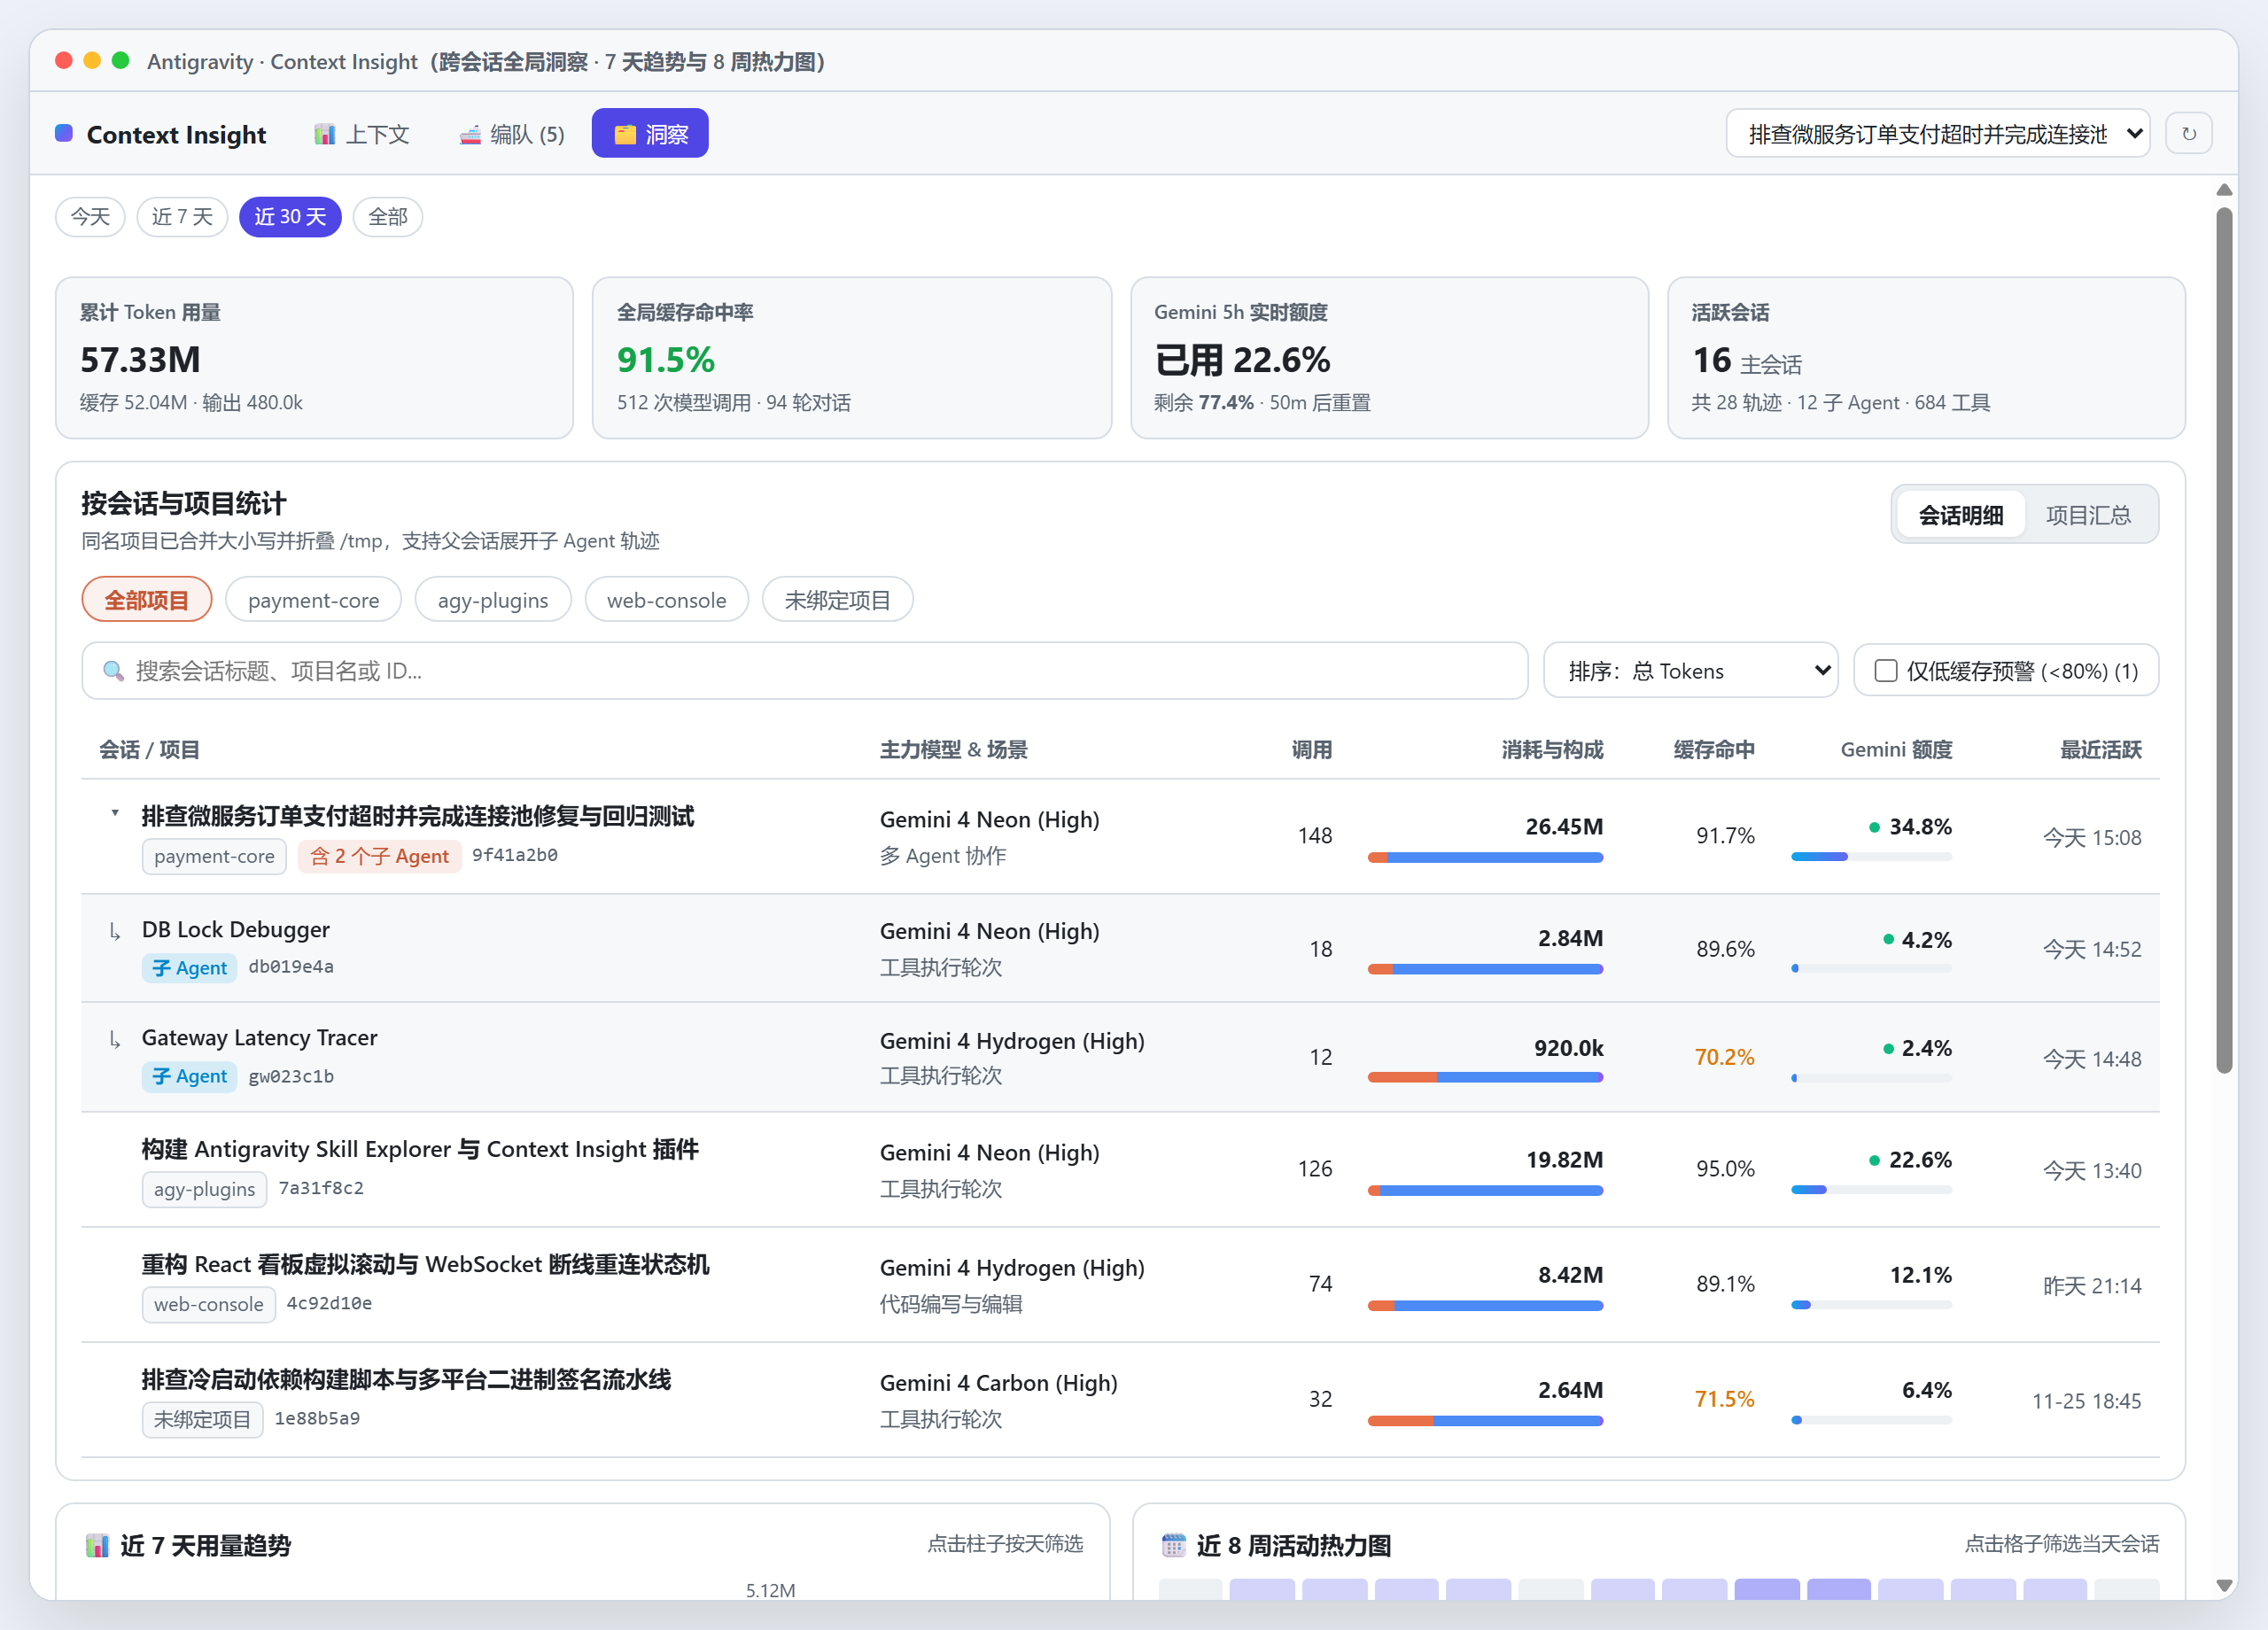 Antigravity · Context Insight（跨会话全局洞察 · 7 天趋势与 8 周热力图）
Context Insight
上下文
编队 (5)
洞察
排查微服务订单支付超时并完成连接池
↻
今天
近 7 天
近 30 天
全部
累计 Token 用量
57.33M
缓存 52.04M · 输出 480.0k
全局缓存命中率
91.5%
512 次模型调用 · 94 轮对话
Gemini 5h 实时额度
已用 22.6%
剩余 77.4% · 50m 后重置
活跃会话
16 主会话
共 28 轨迹 · 12 子 Agent · 684 工具
按会话与项目统计
同名项目已合并大小写并折叠 /tmp，支持父会话展开子 Agent 轨迹
会话明细
项目汇总
全部项目
payment-core
agy-plugins
web-console
未绑定项目
搜索会话标题、项目名或 ID...
排序：总 Tokens
仅低缓存预警 (<80%) (1)
会话 / 项目
主力模型 & 场景
调用
消耗与构成
缓存命中
Gemini 额度
最近活跃
排查微服务订单支付超时并完成连接池修复与回归测试
payment-core
含 2 个子 Agent
9f41a2b0
Gemini 4 Neon (High)
多 Agent 协作
148
26.45M
91.7%
34.8%
今天 15:08
DB Lock Debugger
子 Agent
db019e4a
Gemini 4 Neon (High)
工具执行轮次
18
2.84M
89.6%
4.2%
今天 14:52
Gateway Latency Tracer
子 Agent
gw023c1b
Gemini 4 Hydrogen (High)
工具执行轮次
12
920.0k
70.2%
2.4%
今天 14:48
构建 Antigravity Skill Explorer 与 Context Insight 插件
agy-plugins
7a31f8c2
Gemini 4 Neon (High)
工具执行轮次
126
19.82M
95.0%
22.6%
今天 13:40
重构 React 看板虚拟滚动与 WebSocket 断线重连状态机
web-console
4c92d10e
Gemini 4 Hydrogen (High)
代码编写与编辑
74
8.42M
89.1%
12.1%
昨天 21:14
排查冷启动依赖构建脚本与多平台二进制签名流水线
未绑定项目
1e88b5a9
Gemini 4 Carbon (High)
工具执行轮次
32
2.64M
71.5%
6.4%
11-25 18:45
近 7 天用量趋势
点击柱子按天筛选
5.12M
近 8 周活动热力图
点击格子筛选当天会话